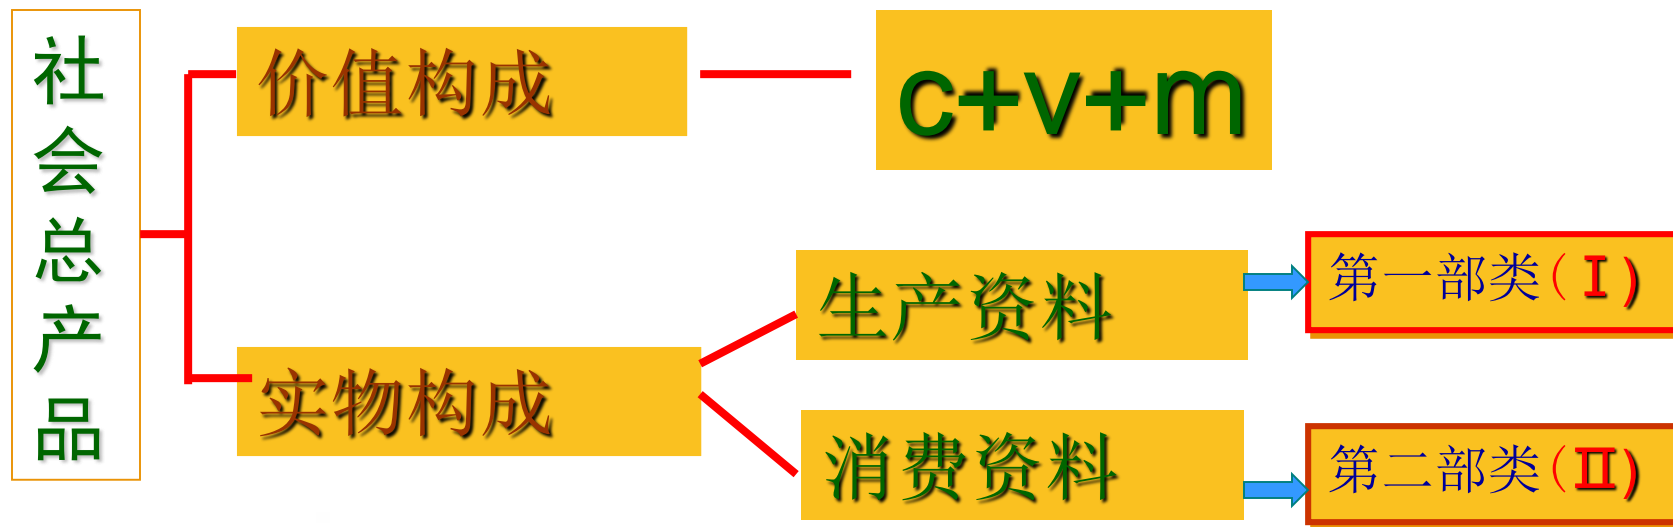 社会总产品
价值构成
c+v+m
实物构成
生产资料
第一部类(Ⅰ)
消费资料
第二部类(Ⅱ)